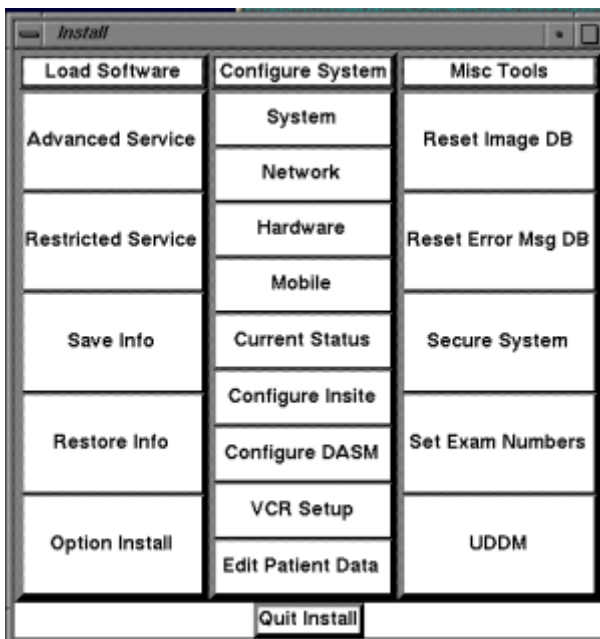 Install
Load Software
Advanced Service
Restricted Service
Save Info
Restore Info
Option Install
Configure System
System
Network
Hardware
Mobile
Current Status
Configure Insite
Configure DASM
VCR Setup
Edit Patient Data
Misc Tools
Reset Image DB
Reset Error Msg DB
Secure System
Set Exam Numbers
UDDM
Quit Install